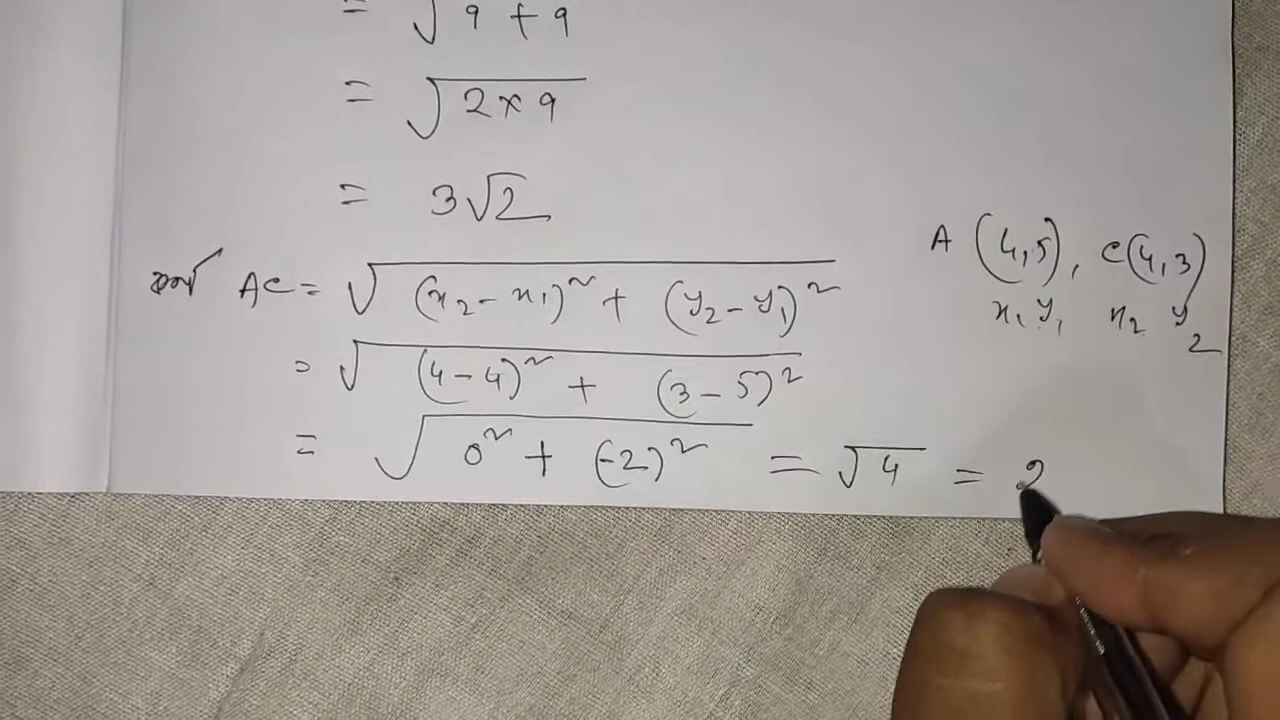 = √9 + 9
= √2 × 9
= 3√2
AC = √(x₂ - x₁)² + (y₂ - y₁)²
A (4,5), C(4,3)
x₁ y₁ x₂ y₂
= √(4 - 4)² + (3 - 5)²
= √0² + (-2)² = √4 = 2